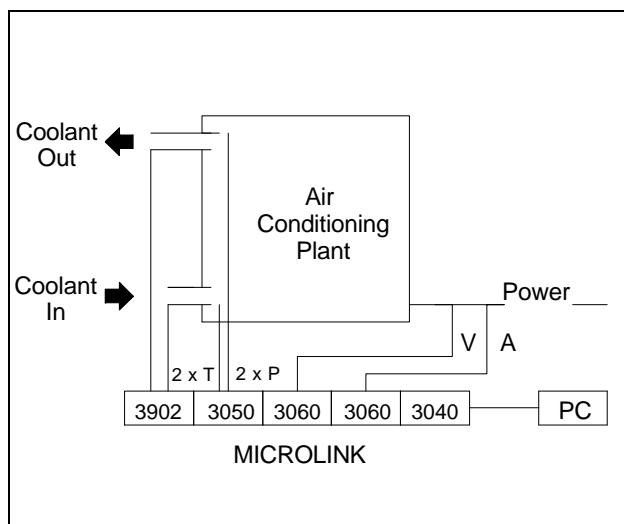 Coolant
Out
Air
Conditioning
Plant
Coolant
In
Power
V A
2 x T 2 x P
3902 3050 3060 3060 3040 PC
MICROLINK